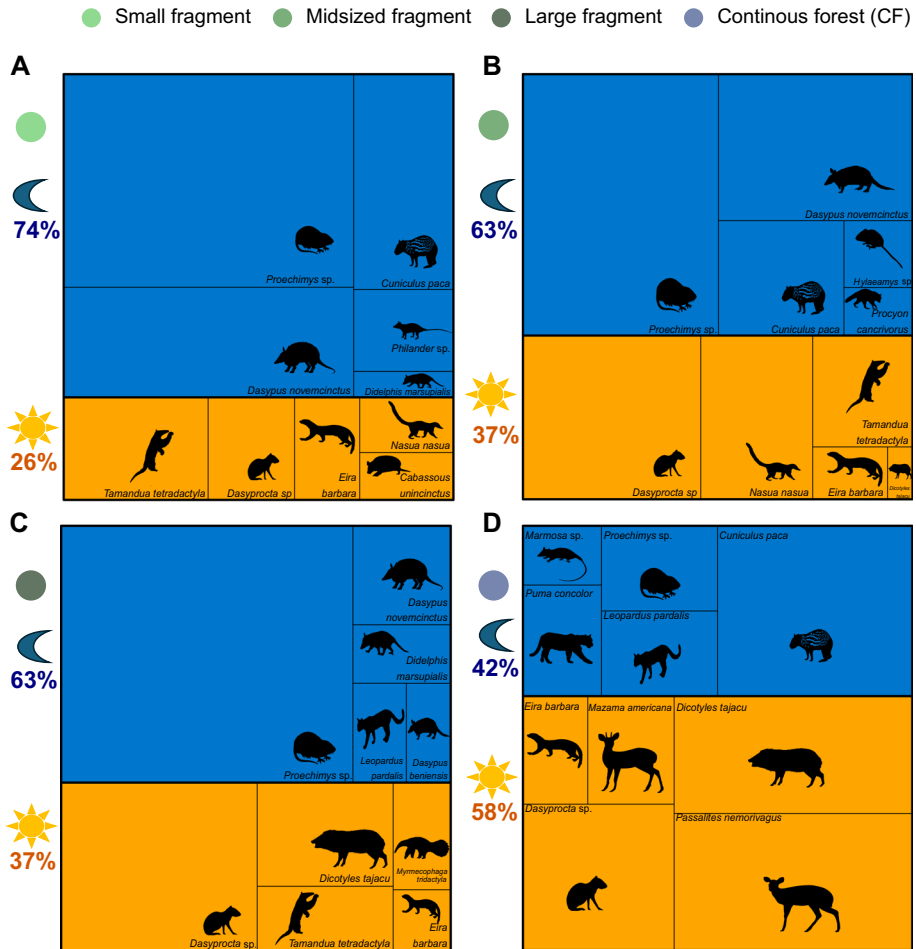 Small fragment
Midsized fragment
Large fragment
Continous forest (CF)
A
74%
Proechimys sp.
Cuniculus paca
Philander sp.
Dasypus novemcinctus
Didelphis marsupialis
26%
Tamandua tetradactyla
Dasyprocta sp
Eira
barbara
Nasua nasua
Cabassous
unincinctus
B
63%
Dasypus novemcinctus
Proechimys sp.
Cuniculus paca
Hylaeamys sp
Procyon
cancrivorus
37%
Dasyprocta sp
Nasua nasua
Tamandua
tetradactyla
Eira barbara
Dicotyles
tajacu
C
63%
Proechimys sp.
Dasypus
novemcinctus
Didelphis
marsupialis
Leopardus
pardalis
Dasypus
beniensis
37%
Dasyprocta sp.
Dicotyles tajacu
Tamandua tetradactyla
Myrmecophaga
tridactyla
Eira
barbara
D
42%
Marmosa sp.
Proechimys sp.
Cuniculus paca
Puma concolor
Leopardus pardalis
58%
Eira barbara
Mazama americana
Dicotyles tajacu
Dasyprocta sp.
Passalites nemorivagus